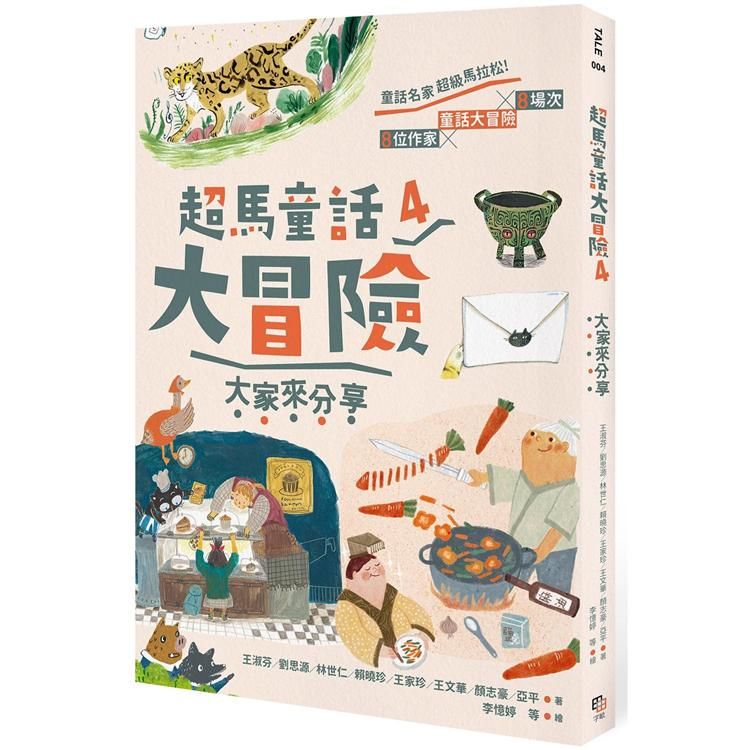 童話名家 超級馬拉松!
8位作家×童話大冒險×8場次
超馬童話4
大冒險
大家來分享
王淑芬/劉思源/林世仁/賴曉珍/王家珍/王文華/顏志豪/亞平 著
李憶婷 等 繪
TALE
004
超馬童話大冒險4
大家來分享
王淑芬/劉思源/林世仁/賴曉珍/王家珍/王文華/顏志豪/亞平 著
李憶婷 等 繪
字畝